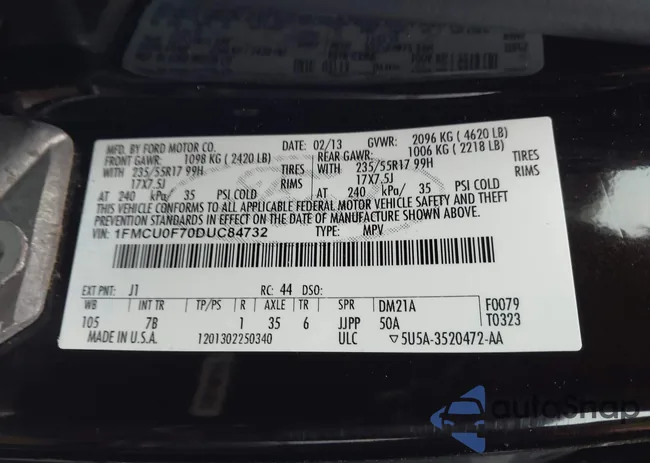 MFD. BY FORD MOTOR CO.
DATE: 02/13 GVWR: 2096 KG ( 4620 LB)
FRONT GAWR: 1098 KG ( 2420 LB) REAR GAWR: 1006 KG ( 2218 LB)
WITH 235/55R17 99H TIRES WITH 235/55R17 99H TIRES
17X7.5J RIMS 17X7.5J RIMS
AT 240 kPa/ 35 PSI COLD AT 240 kPa/ 35 PSI COLD
THIS VEHICLE CONFORMS TO ALL APPLICABLE FEDERAL MOTOR VEHICLE SAFETY AND THEFT
PREVENTION STANDARDS IN EFFECT ON THE DATE OF MANUFACTURE SHOWN ABOVE.
VIN: 1FMCU0F70DUC84732 TYPE: MPV
EXT PNT: J1 RC: 44 DSO:
WB INT TR TP/PS R AXLE TR SPR DM21A F0079
105 7B 1 35 6 JJPP 50A T0323
MADE IN U.S.A. 1201302250340 ULC ▽5U5A-3520472-AA
autoSnap